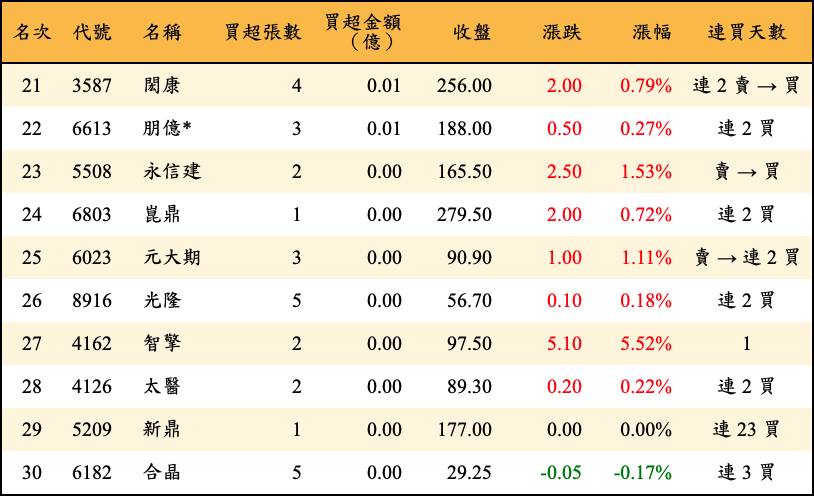 名次 代號 名稱 買超張數 買超金額（億） 收盤 漲跌 漲幅 連買天數
21 3587 閎康 4 0.01 256.00 2.00 0.79% 連 2 賣 → 買
22 6613 朋億* 3 0.01 188.00 0.50 0.27% 連 2 買
23 5508 永信建 2 0.00 165.50 2.50 1.53% 賣 → 買
24 6803 崑鼎 1 0.00 279.50 2.00 0.72% 連 2 買
25 6023 元大期 3 0.00 90.90 1.00 1.11% 賣 → 連 2 買
26 8916 光隆 5 0.00 56.70 0.10 0.18% 連 2 買
27 4162 智擎 2 0.00 97.50 5.10 5.52% 1
28 4126 太醫 2 0.00 89.30 0.20 0.22% 連 2 買
29 5209 新鼎 1 0.00 177.00 0.00 0.00% 連 23 買
30 6182 合晶 5 0.00 29.25 -0.05 -0.17% 連 3 買